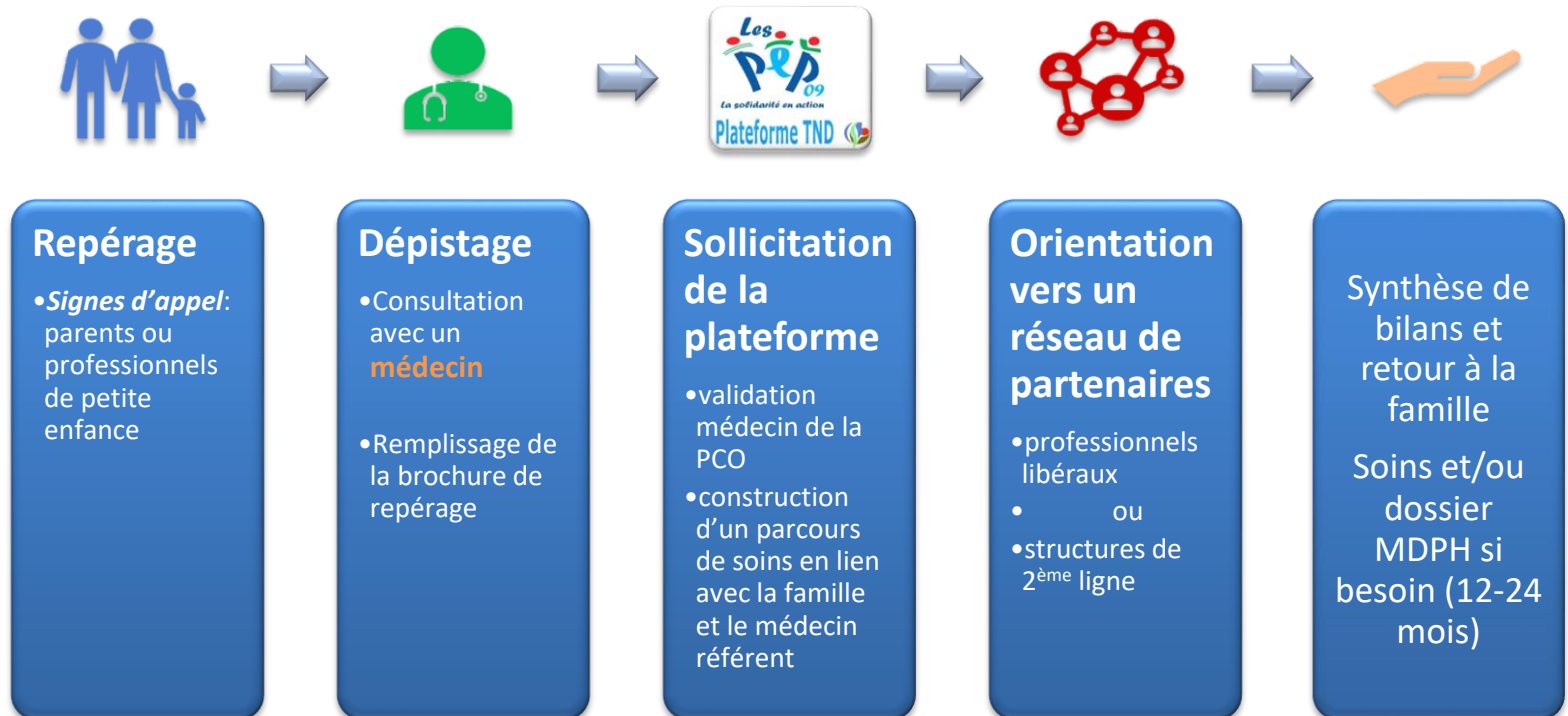 Les
PEP
09
La solidarité en action
Plateforme TND
Repérage
•Signes d’appel:
parents ou
professionnels
de petite
enfance
Dépistage
•Consultation
avec un
médecin
•Remplissage de
la brochure de
repérage
Sollicitation
de la
plateforme
•validation
médecin de la
PCO
•construction
d’un parcours
de soins en lien
avec la famille
et le médecin
référent
Orientation
vers un
réseau de
partenaires
•professionnels
libéraux
• ou
•structures de
2ème ligne
Synthèse de
bilans et
retour à la
famille
Soins et/ou
dossier
MDPH si
besoin (12-24
mois)